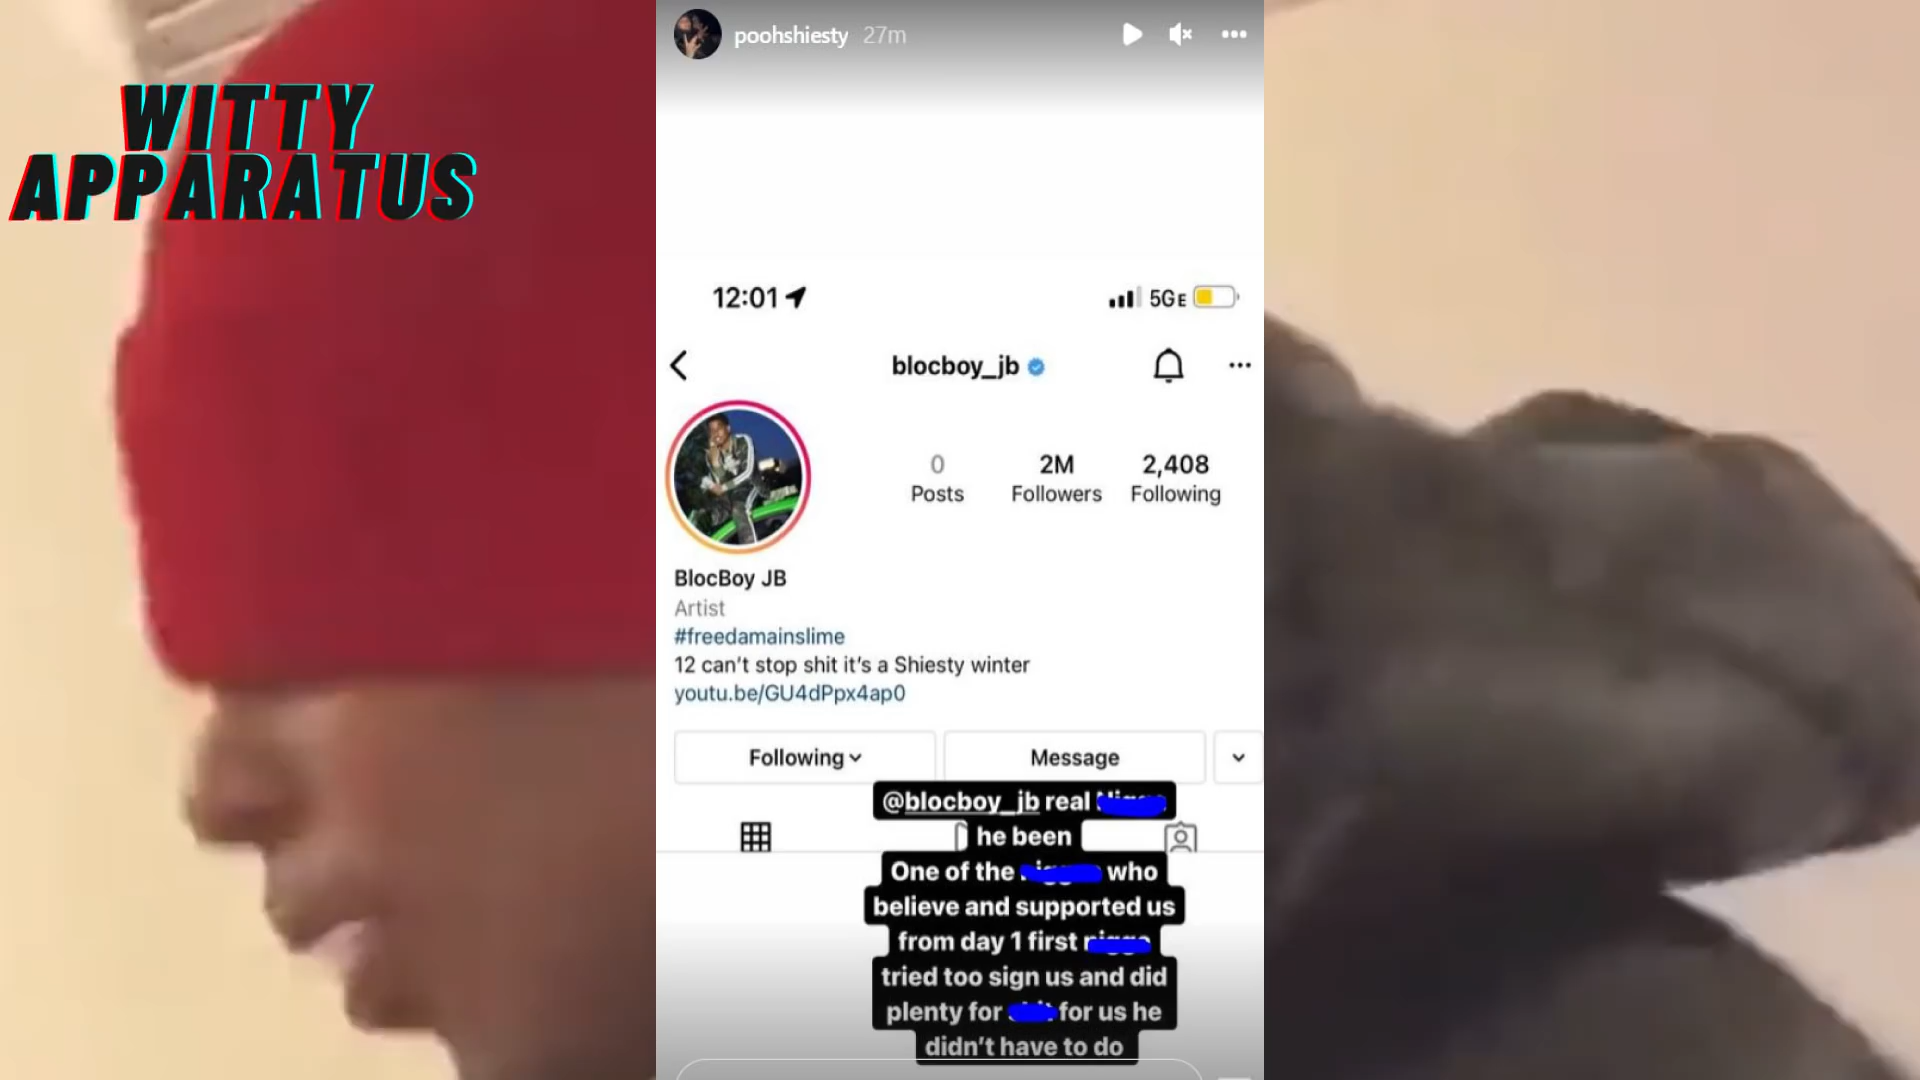 WITTY
APPARATUS
poohshiesty 27m
12:01 5GE
blocboy_jb
0 2M 2,408
Posts Followers Following
BlocBoy JB
Artist
#freedamainslime
12 can't stop shit it's a Shiesty winter
youtu.be/GU4dPpx4ap0
Following Message
@blocboy_jb real
he been
One of the who
believe and supported us
from day 1 first
tried too sign us and did
plenty for for us he
didn't have to do